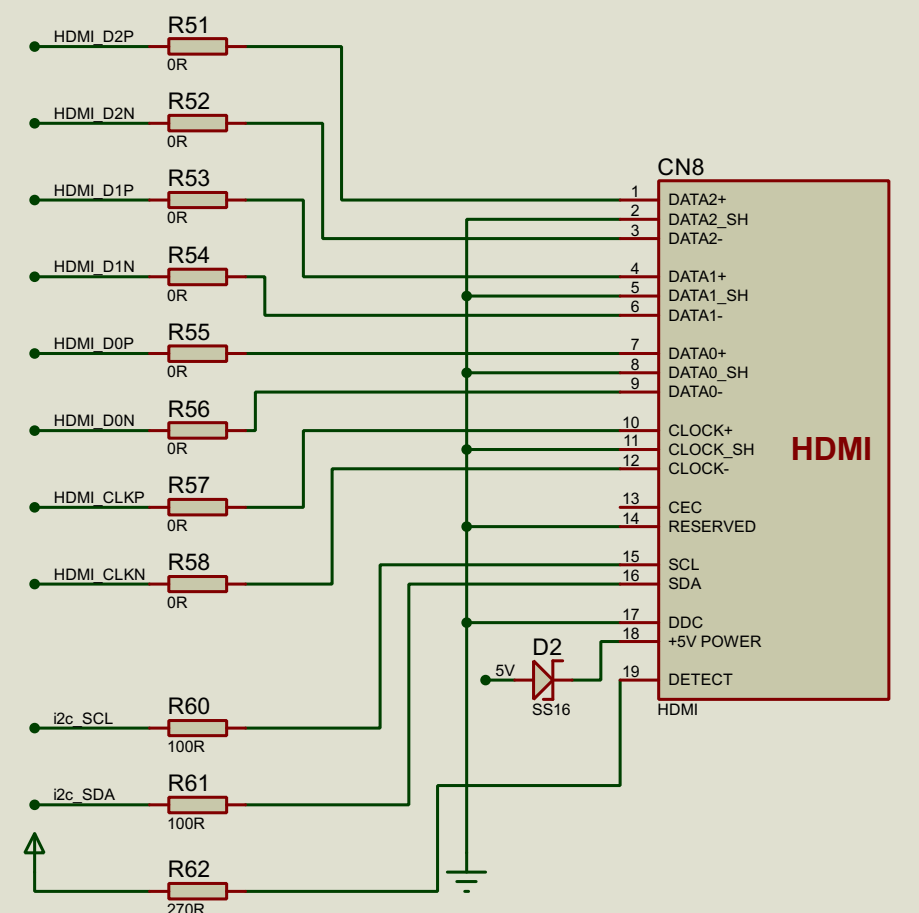 R51
HDMI_D2P
0R
R52
HDMI_D2N
0R
R53
HDMI_D1P
0R
R54
HDMI_D1N
0R
R55
HDMI_D0P
0R
R56
HDMI_D0N
0R
R57
HDMI_CLKP
0R
R58
HDMI_CLKN
0R
R60
i2c_SCL
100R
R61
i2c_SDA
100R
R62
270R
D2
5V
SS16
CN8
1 DATA2+
2 DATA2_SH
3 DATA2-
4 DATA1+
5 DATA1_SH
6 DATA1-
7 DATA0+
8 DATA0_SH
9 DATA0-
10 CLOCK+
11 CLOCK_SH
12 CLOCK-
13 CEC
14 RESERVED
15 SCL
16 SDA
17 DDC
18 +5V POWER
19 DETECT
HDMI
HDMI